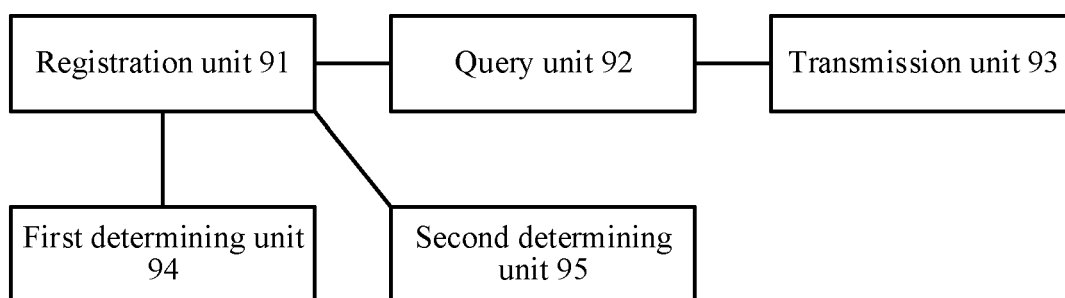 Registration unit 91
Query unit 92
Transmission unit 93
First determining unit
94
Second determining
unit 95